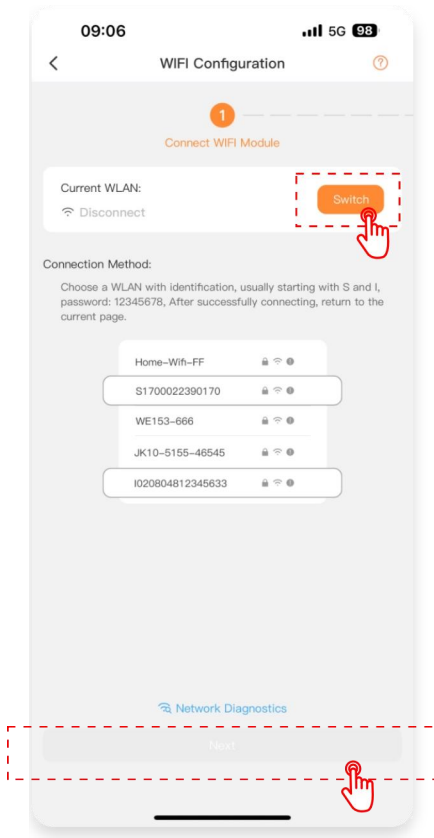 09:06 5G 98
WIFI Configuration ?
1
Connect WIFI Module
Current WLAN:
Disconnect
Switch
Connection Method:
Choose a WLAN with identification, usually starting with S and I,
password: 12345678, After successfully connecting, return to the
current page.
Home-Wifi-FF
S1700022390170
WE153-666
JK10-5155-46545
I020804812345633
Network Diagnostics
Next